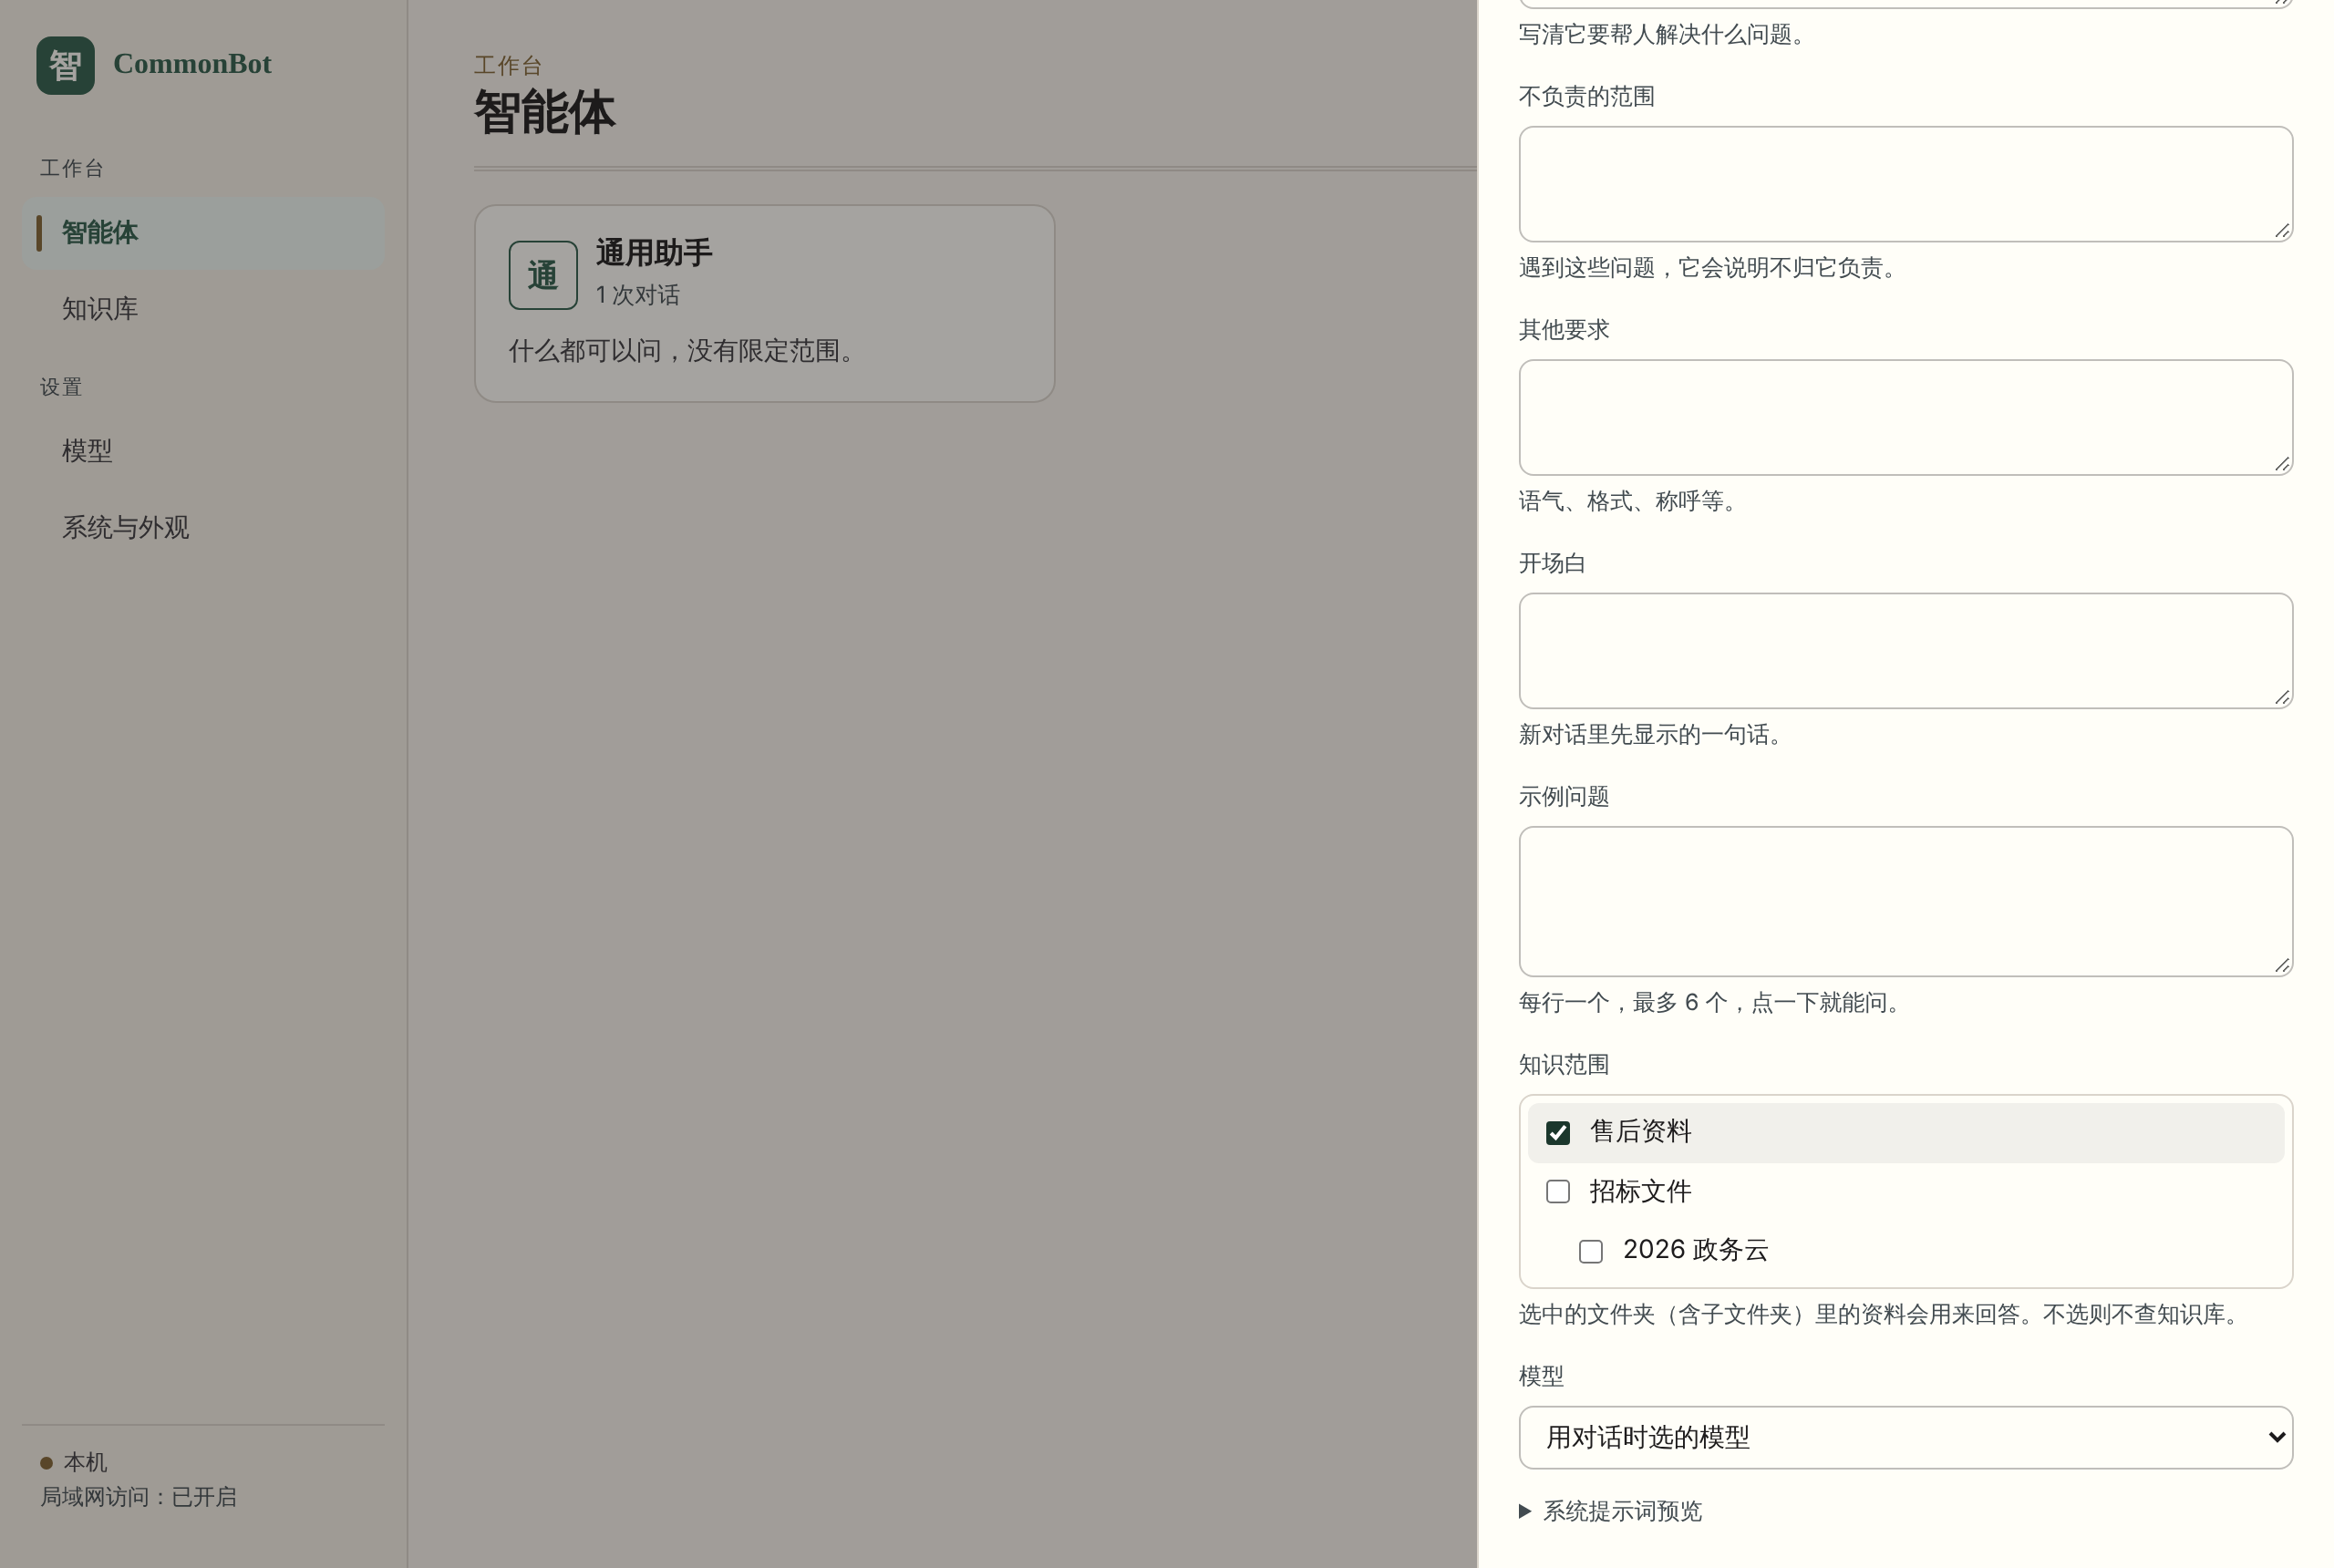 智 CommonBot
工作台
智能体
知识库
设置
模型
系统与外观
本机
局域网访问：已开启
工作台
智能体
通
通用助手
1 次对话
什么都可以问，没有限定范围。
写清它要帮人解决什么问题。
不负责的范围
遇到这些问题，它会说明不归它负责。
其他要求
语气、格式、称呼等。
开场白
新对话里先显示的一句话。
示例问题
每行一个，最多 6 个，点一下就能问。
知识范围
售后资料
招标文件
2026 政务云
选中的文件夹（含子文件夹）里的资料会用来回答。不选则不查知识库。
模型
用对话时选的模型
系统提示词预览